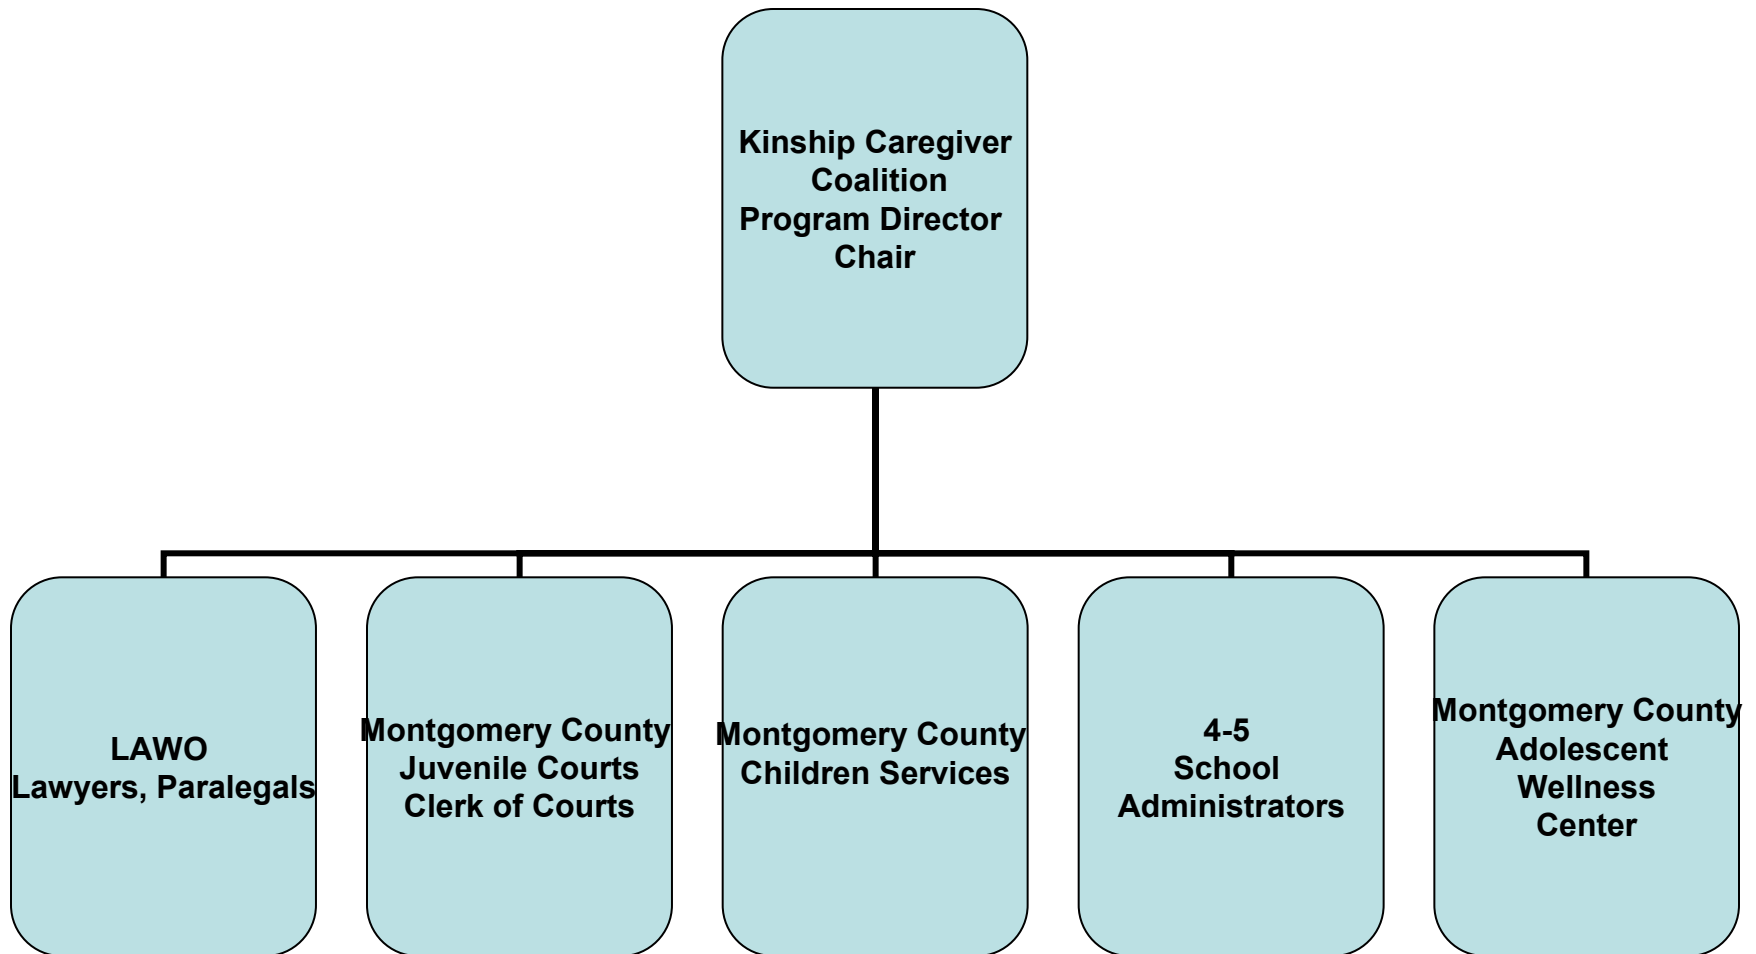 Kinship Caregiver
Coalition
Program Director
Chair
LAWO
Lawyers, Paralegals
Montgomery County
Juvenile Courts
Clerk of Courts
Montgomery County
Children Services
4-5
School
Administrators
Montgomery County
Adolescent
Wellness
Center